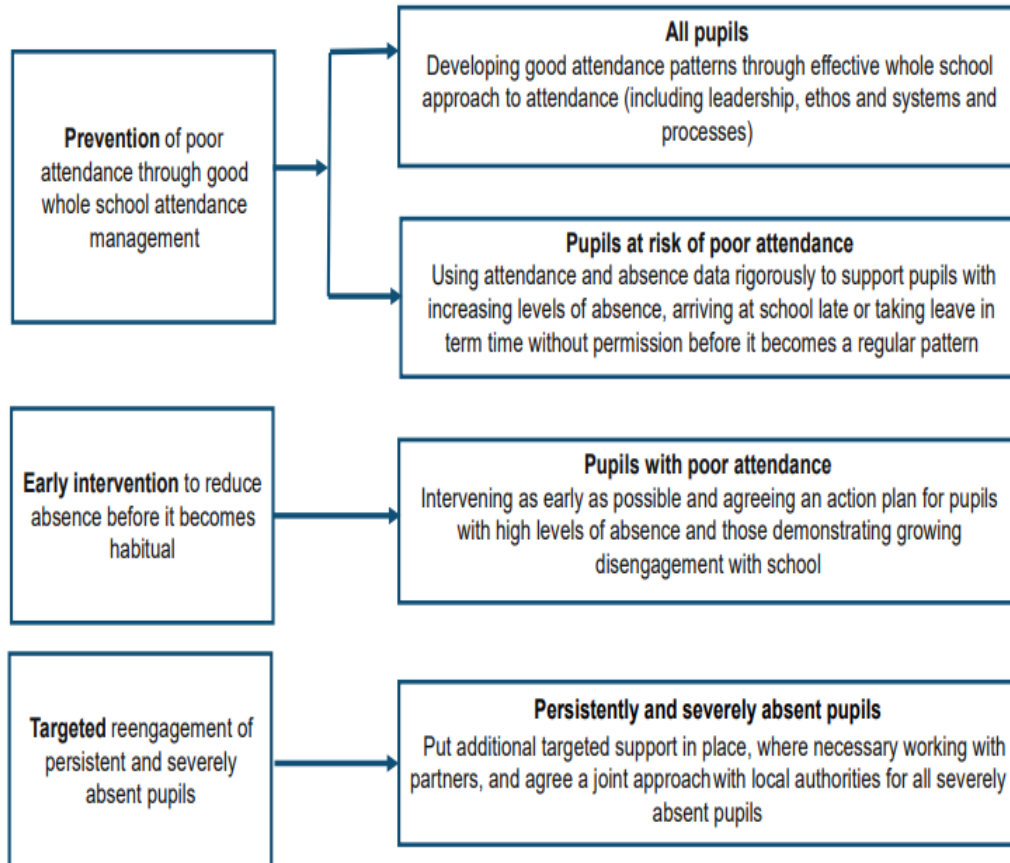 Prevention of poor
attendance through good
whole school attendance
management
All pupils
Developing good attendance patterns through effective whole school
approach to attendance (including leadership, ethos and systems and
processes)
Pupils at risk of poor attendance
Using attendance and absence data rigorously to support pupils with
increasing levels of absence, arriving at school late or taking leave in
term time without permission before it becomes a regular pattern
Early intervention to reduce
absence before it becomes
habitual
Pupils with poor attendance
Intervening as early as possible and agreeing an action plan for pupils
with high levels of absence and those demonstrating growing
disengagement with school
Targeted reengagement of
persistent and severely
absent pupils
Persistently and severely absent pupils
Put additional targeted support in place, where necessary working with
partners, and agree a joint approach with local authorities for all severely
absent pupils